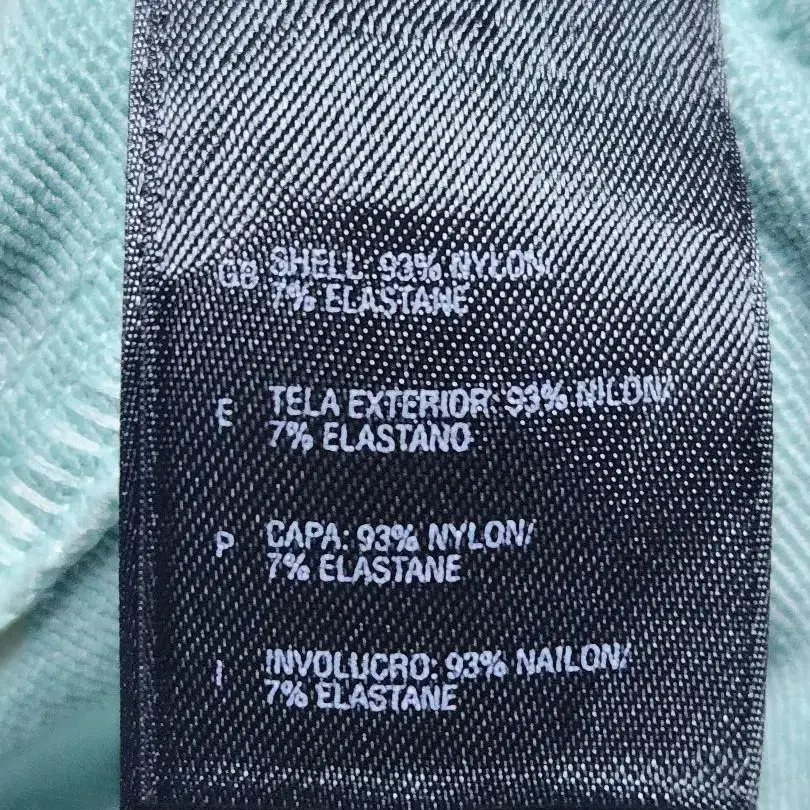 GB SHELL: 93% NYLON/
7% ELASTANE
E TELA EXTERIOR: 93% NILON/
7% ELASTANO
P CAPA: 93% NYLON/
7% ELASTANE
I INVOLUCRO: 93% NAILON/
7% ELASTANE